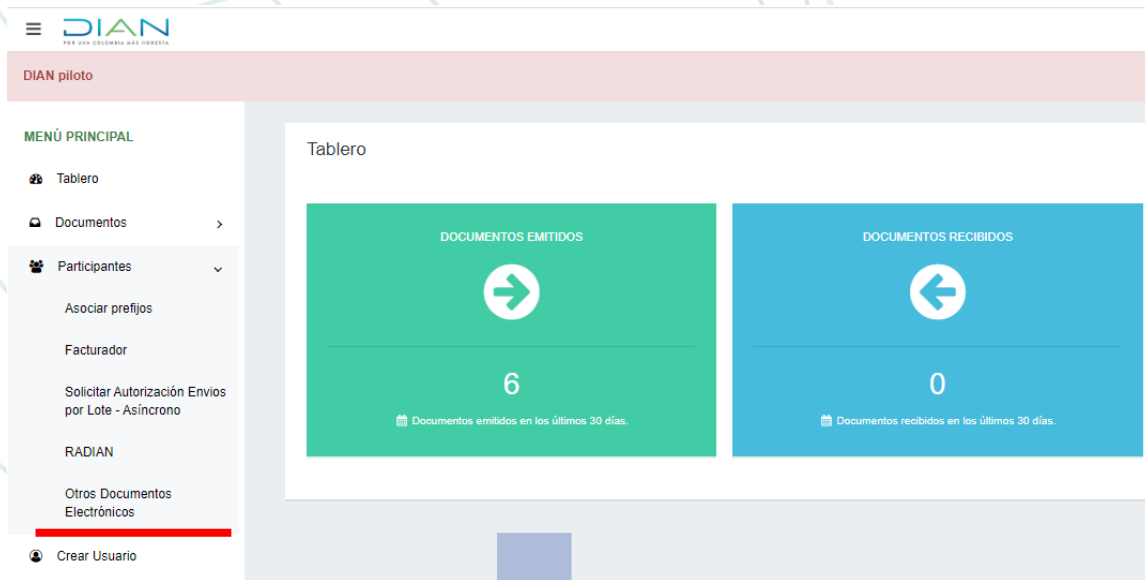 DIAN
POR UNA COLOMBIA MÁS HONESTA
DIAN piloto
MENÚ PRINCIPAL
Tablero
Documentos
Participantes
Asociar prefijos
Facturador
Solicitar Autorización Envios
por Lote - Asíncrono
RADIAN
Otros Documentos
Electrónicos
Crear Usuario
Tablero
DOCUMENTOS EMITIDOS
6
Documentos emitidos en los últimos 30 días.
DOCUMENTOS RECIBIDOS
0
Documentos recibidos en los últimos 30 días.